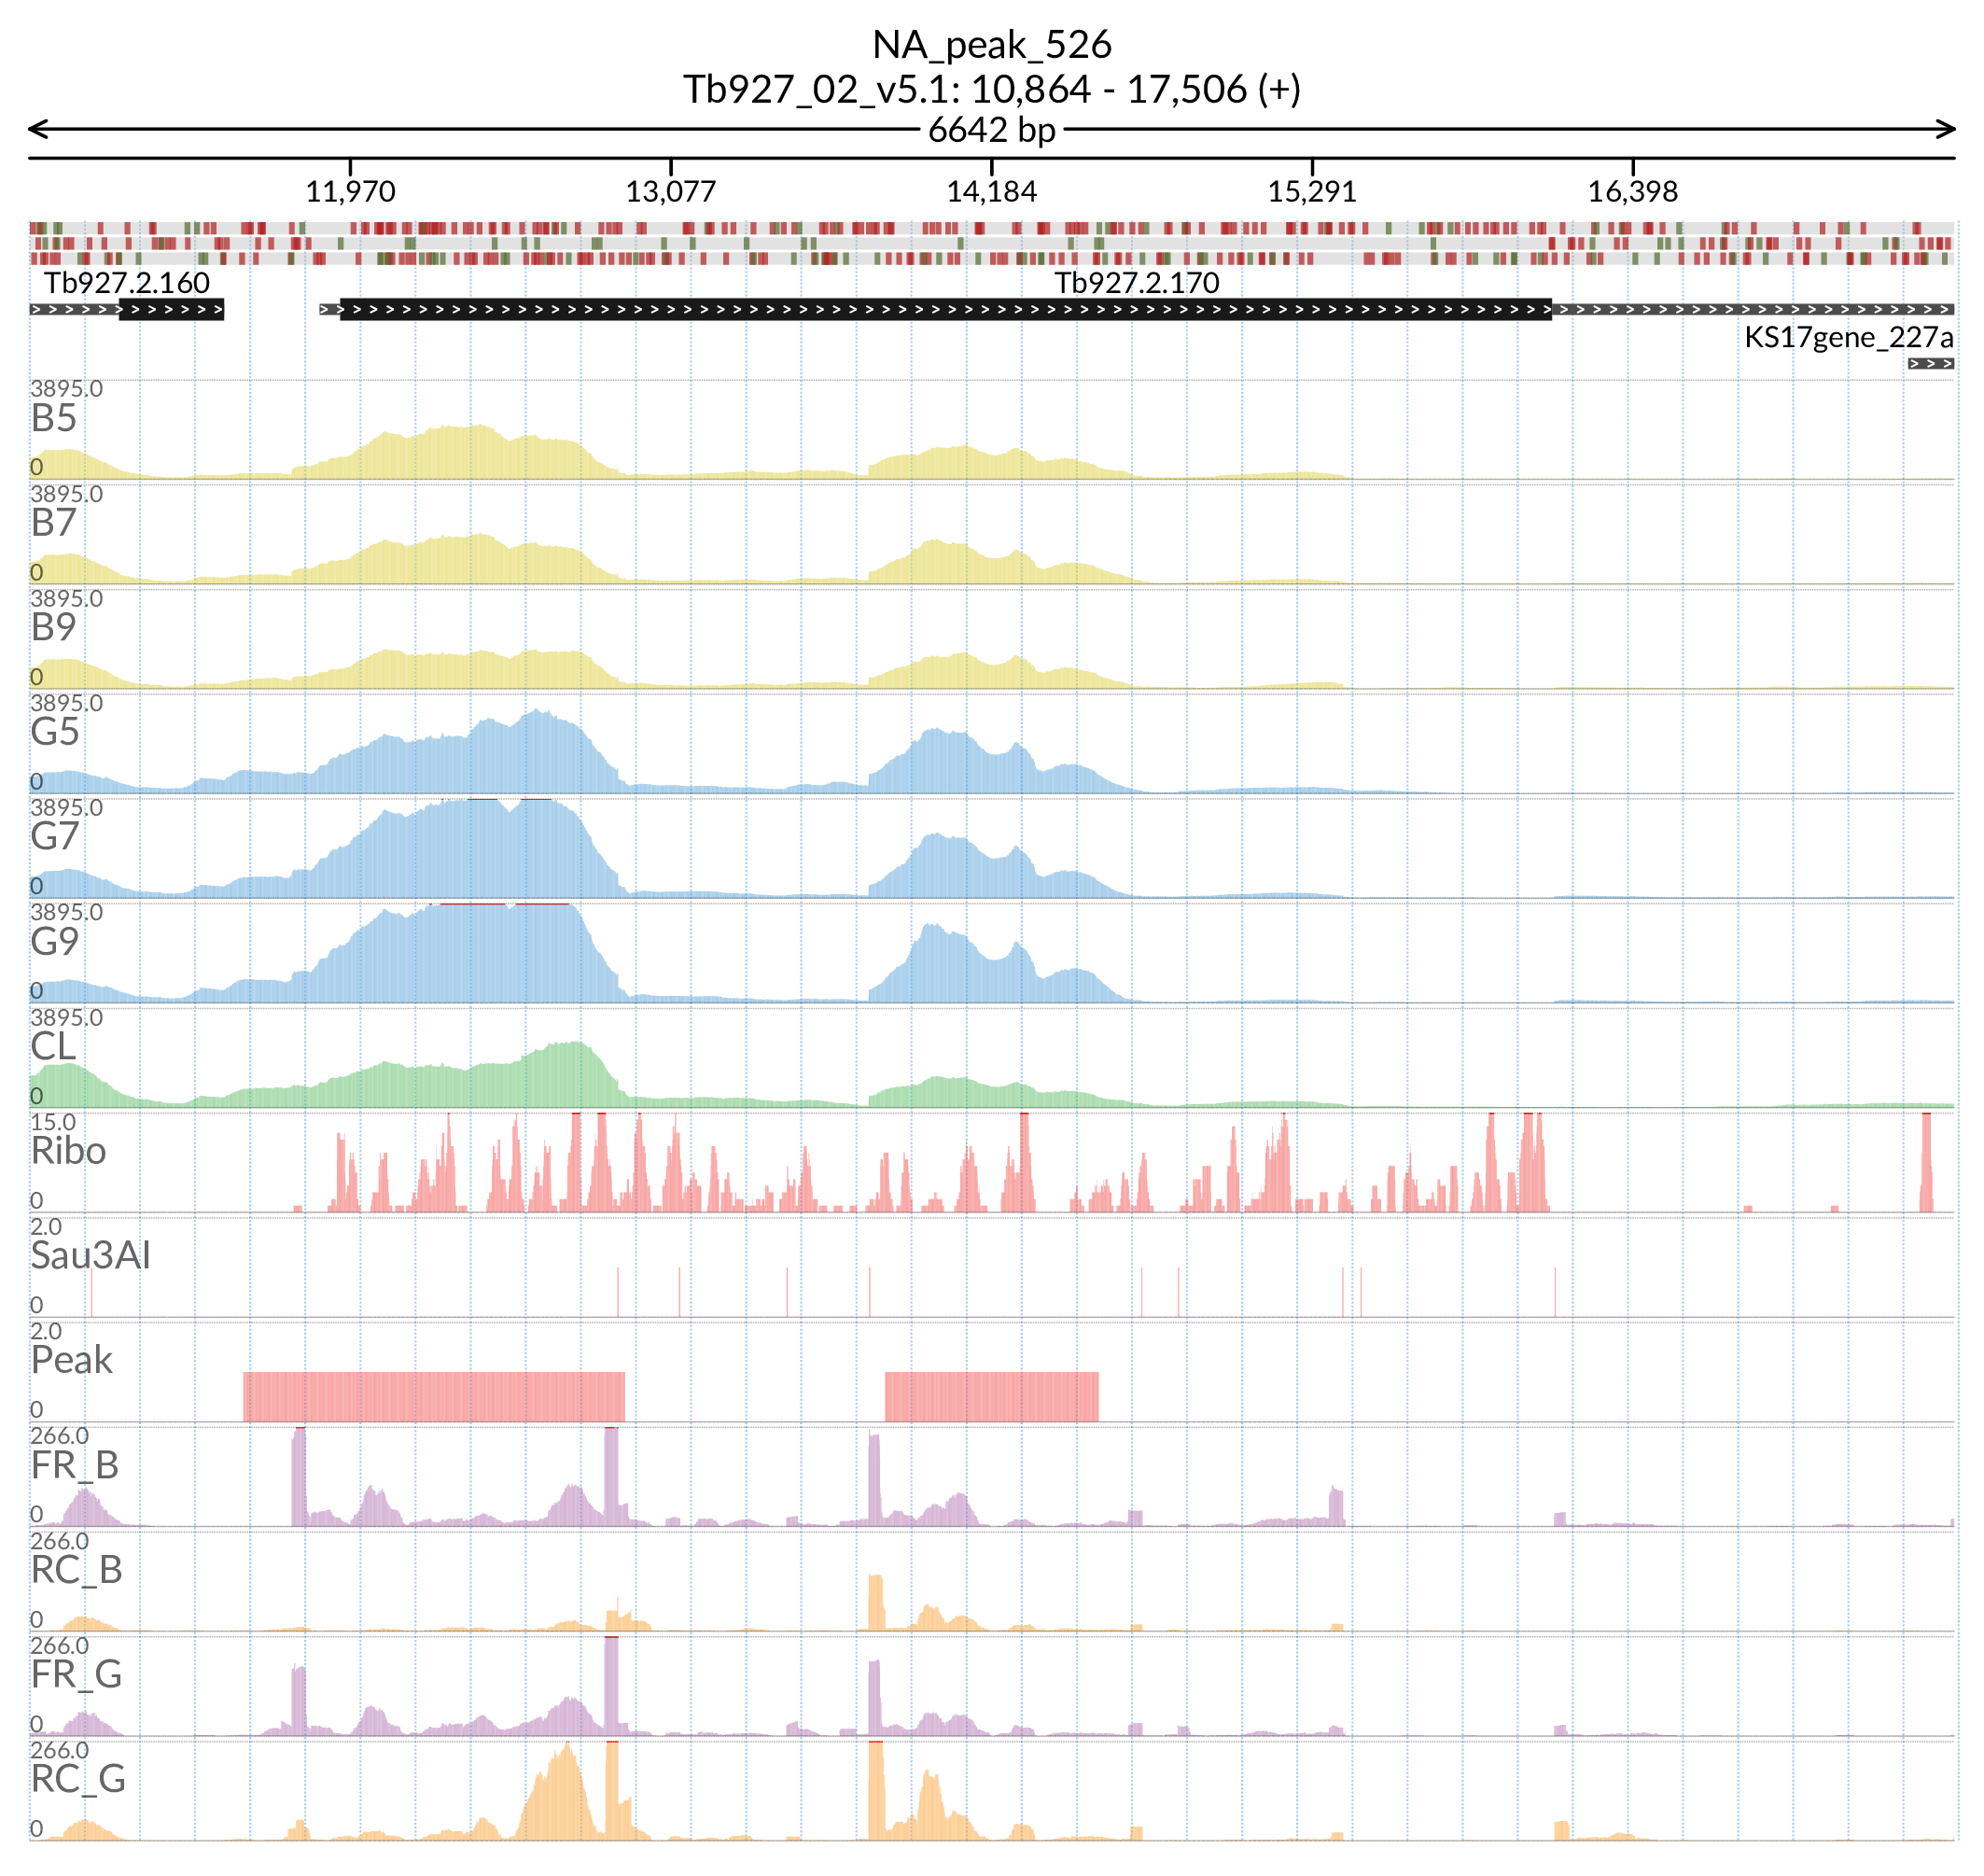 NA_peak_526
Tb927_02_v5.1: 10,864 - 17,506 (+)
6642 bp
11,970 13,077 14,184 15,291 16,398
Tb927.2.160 Tb927.2.170
KS17gene_227a
3895.0
B5
0
3895.0
B7
0
3895.0
B9
0
3895.0
G5
0
3895.0
G7
0
3895.0
G9
0
3895.0
CL
0
15.0
Ribo
0
2.0
Sau3AI
0
2.0
Peak
0
266.0
FR_B
0
266.0
RC_B
0
266.0
FR_G
0
266.0
RC_G
0